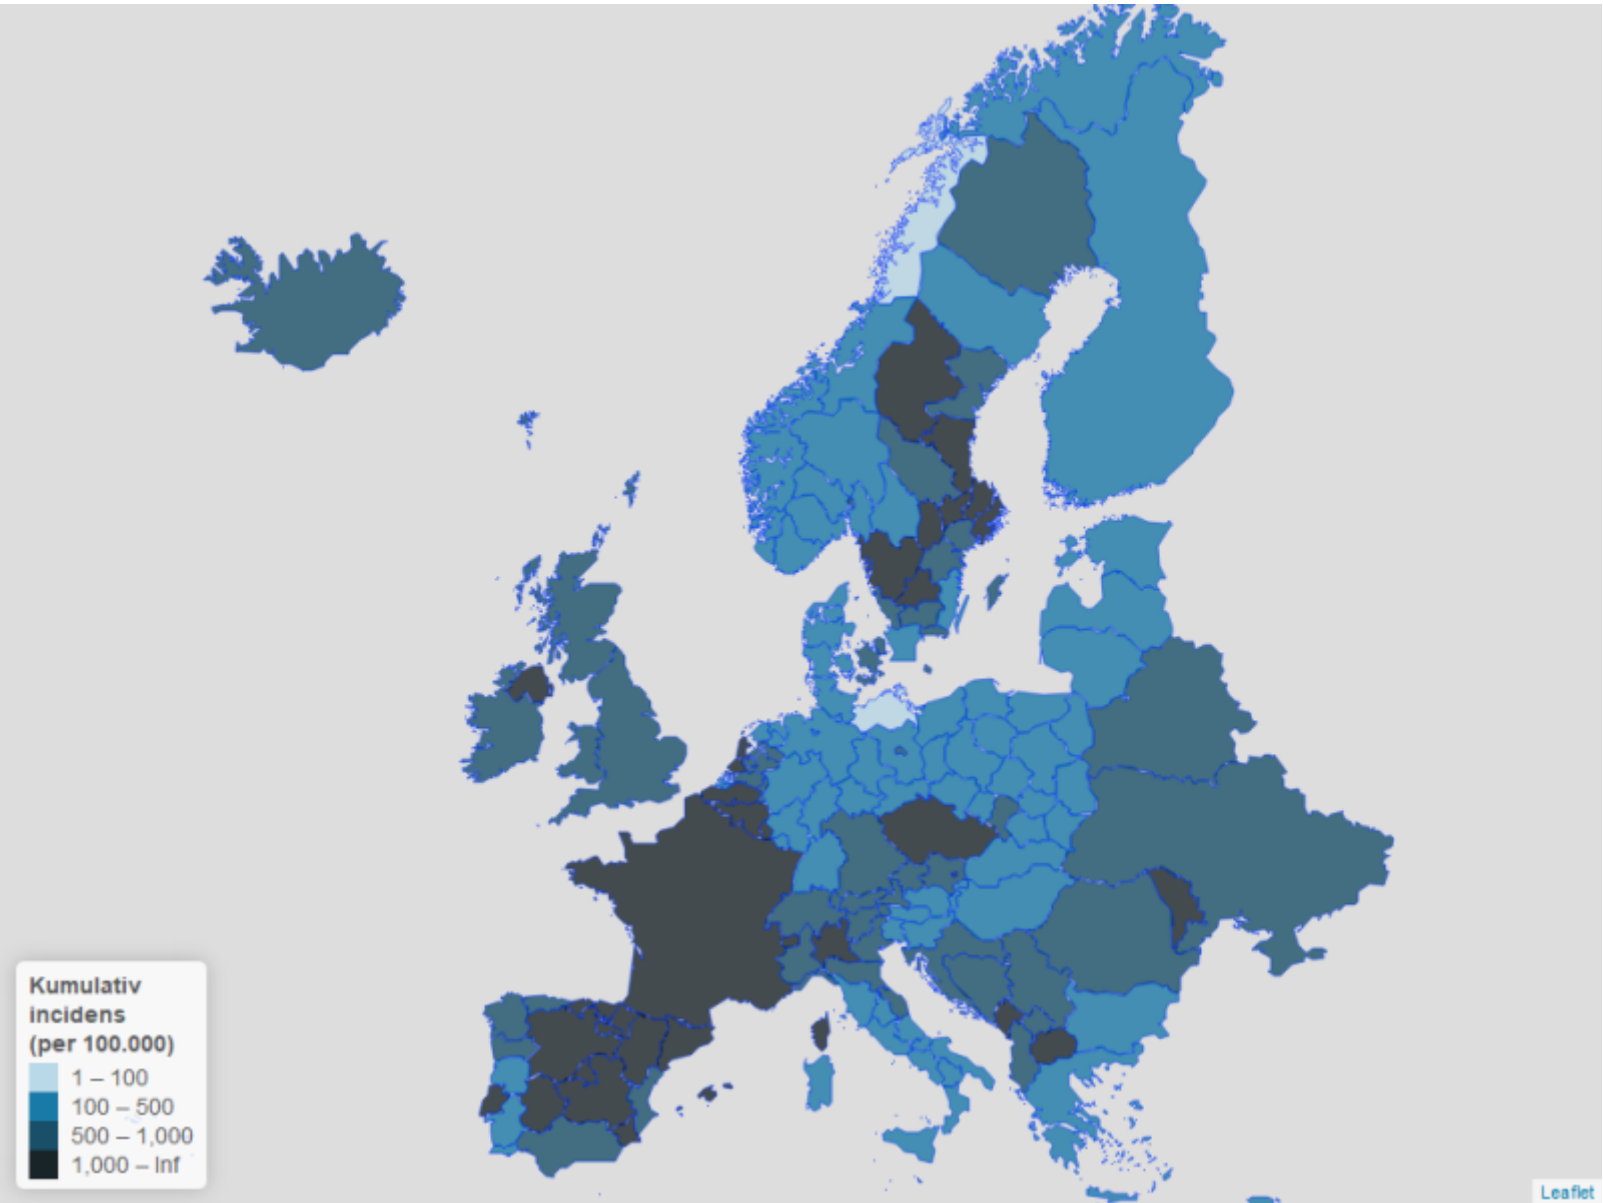 Kumulativ
incidens
(per 100.000)
1 – 100
100 – 500
500 – 1,000
1,000 – Inf
Leaflet